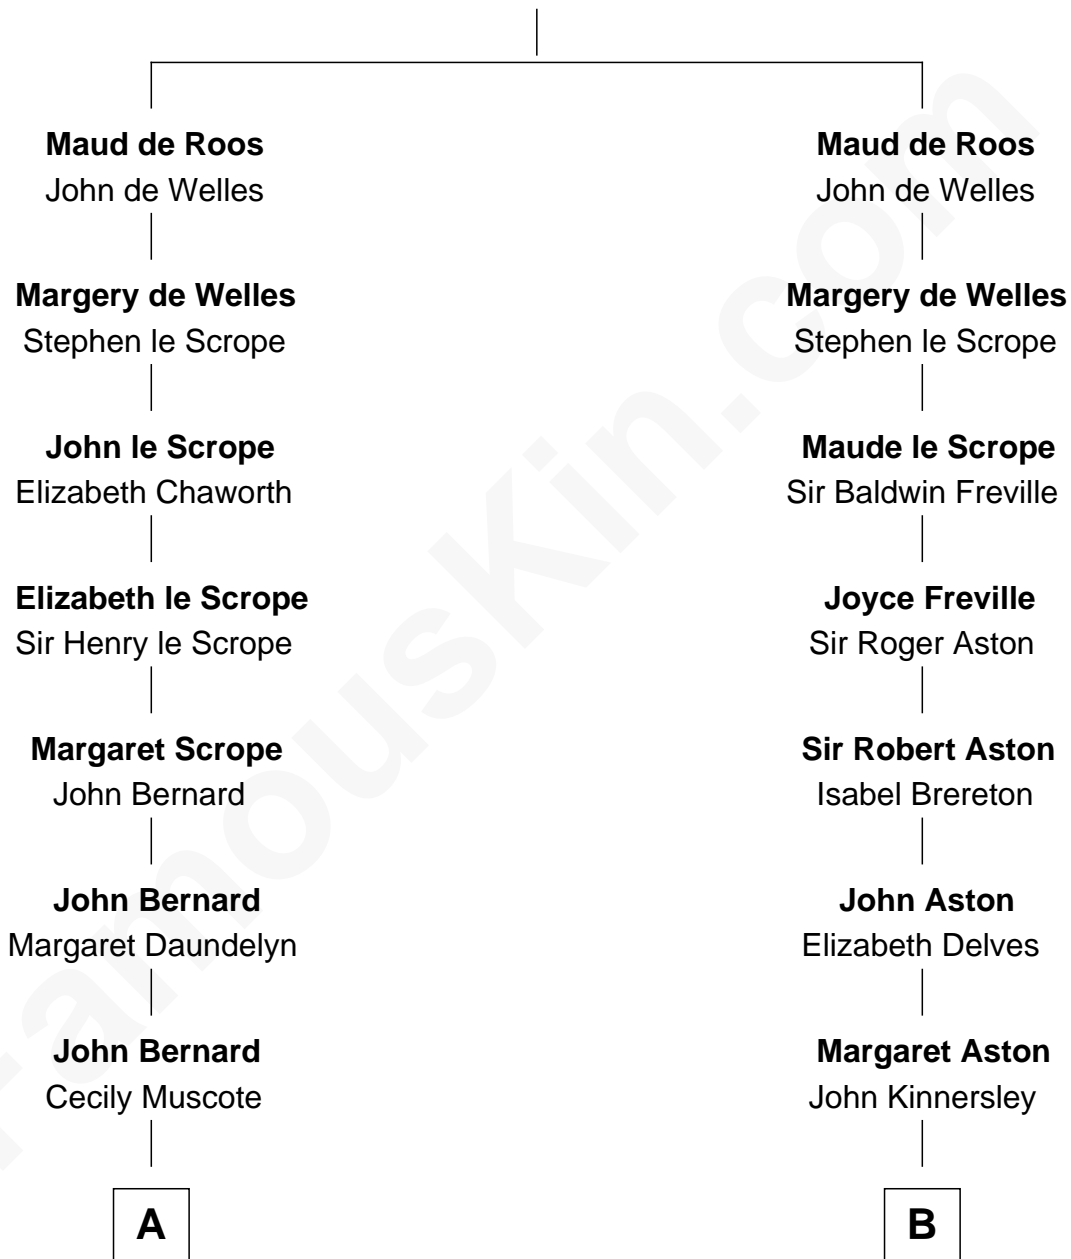 Maud de Roos
John de Welles
Margery de Welles
Stephen le Scrope
John le Scrope
Elizabeth Chaworth
Elizabeth le Scrope
Sir Henry le Scrope
Margaret Scrope
John Bernard
John Bernard
Margaret Daundelyn
John Bernard
Cecily Muscote
A
Maud de Roos
John de Welles
Margery de Welles
Stephen le Scrope
Maude le Scrope
Sir Baldwin Freville
Joyce Freville
Sir Roger Aston
Sir Robert Aston
Isabel Brereton
John Aston
Elizabeth Delves
Margaret Aston
John Kinnersley
B
FamousKin.com